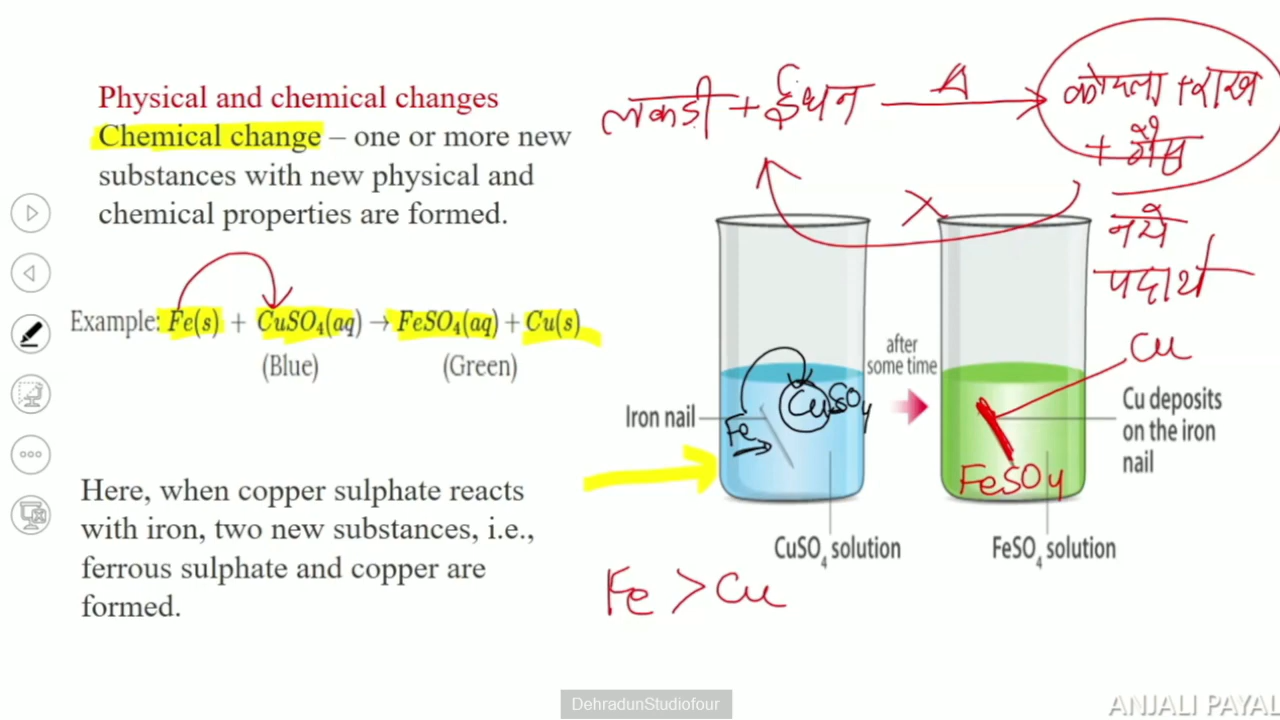 Physical and chemical changes
Chemical change – one or more new
substances with new physical and
chemical properties are formed.
Example: Fe(s) + CuSO₄(aq) → FeSO₄(aq) + Cu(s)
(Blue) (Green)
Here, when copper sulphate reacts
with iron, two new substances, i.e.,
ferrous sulphate and copper are
formed.
लकड़ी + ईंधन → कोयला + राख
+ गैस
नये
पदार्थ
Cu
after
some time
Iron nail
Fe
CuSO₄
Cu deposits
on the iron
nail
FeSO₄
CuSO₄ solution
FeSO₄ solution
Fe > Cu
DehradunStudiofour
ANJALI PAYAL